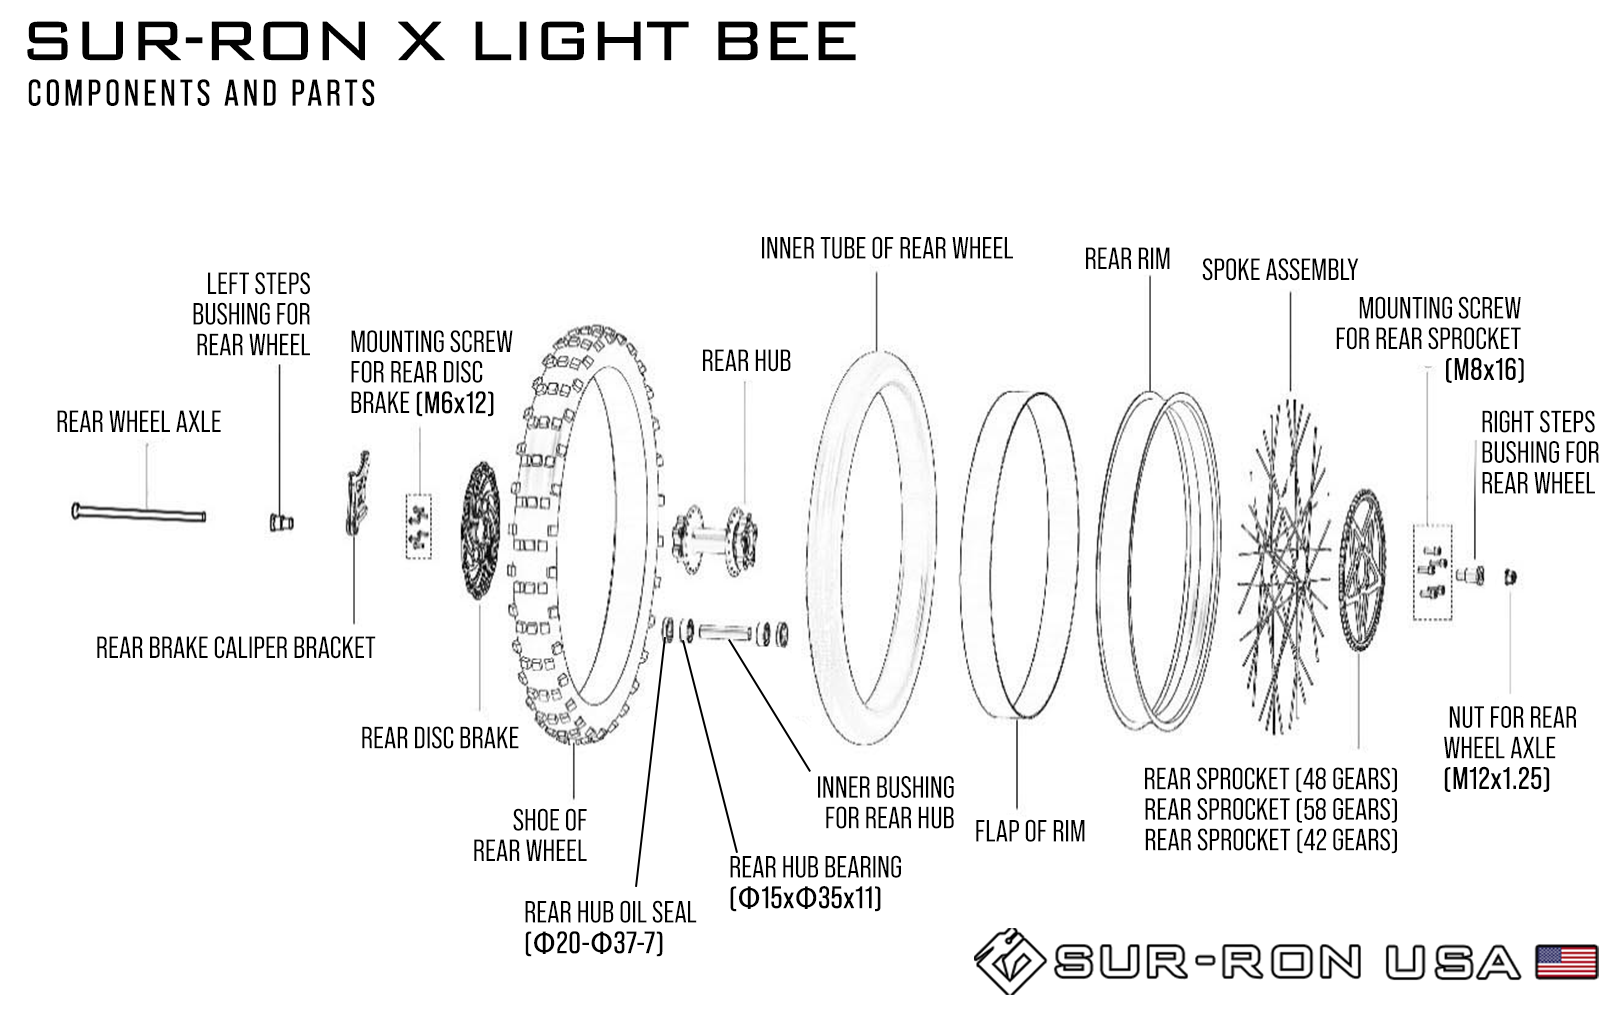 SUR-RON X LIGHT BEE
COMPONENTS AND PARTS
INNER TUBE OF REAR WHEEL
REAR RIM
SPOKE ASSEMBLY
LEFT STEPS
BUSHING FOR
REAR WHEEL
MOUNTING SCREW
FOR REAR SPROCKET
(M8x16)
MOUNTING SCREW
FOR REAR DISC
BRAKE (M6x12)
REAR HUB
REAR WHEEL AXLE
RIGHT STEPS
BUSHING FOR
REAR WHEEL
REAR BRAKE CALIPER BRACKET
REAR DISC BRAKE
NUT FOR REAR
WHEEL AXLE
(M12x1.25)
SHOE OF
REAR WHEEL
INNER BUSHING
FOR REAR HUB
FLAP OF RIM
REAR SPROCKET (48 GEARS)
REAR SPROCKET (58 GEARS)
REAR SPROCKET (42 GEARS)
REAR HUB BEARING
(Φ15xΦ35x11)
REAR HUB OIL SEAL
(Φ20-Φ37-7)
SUR-RON USA